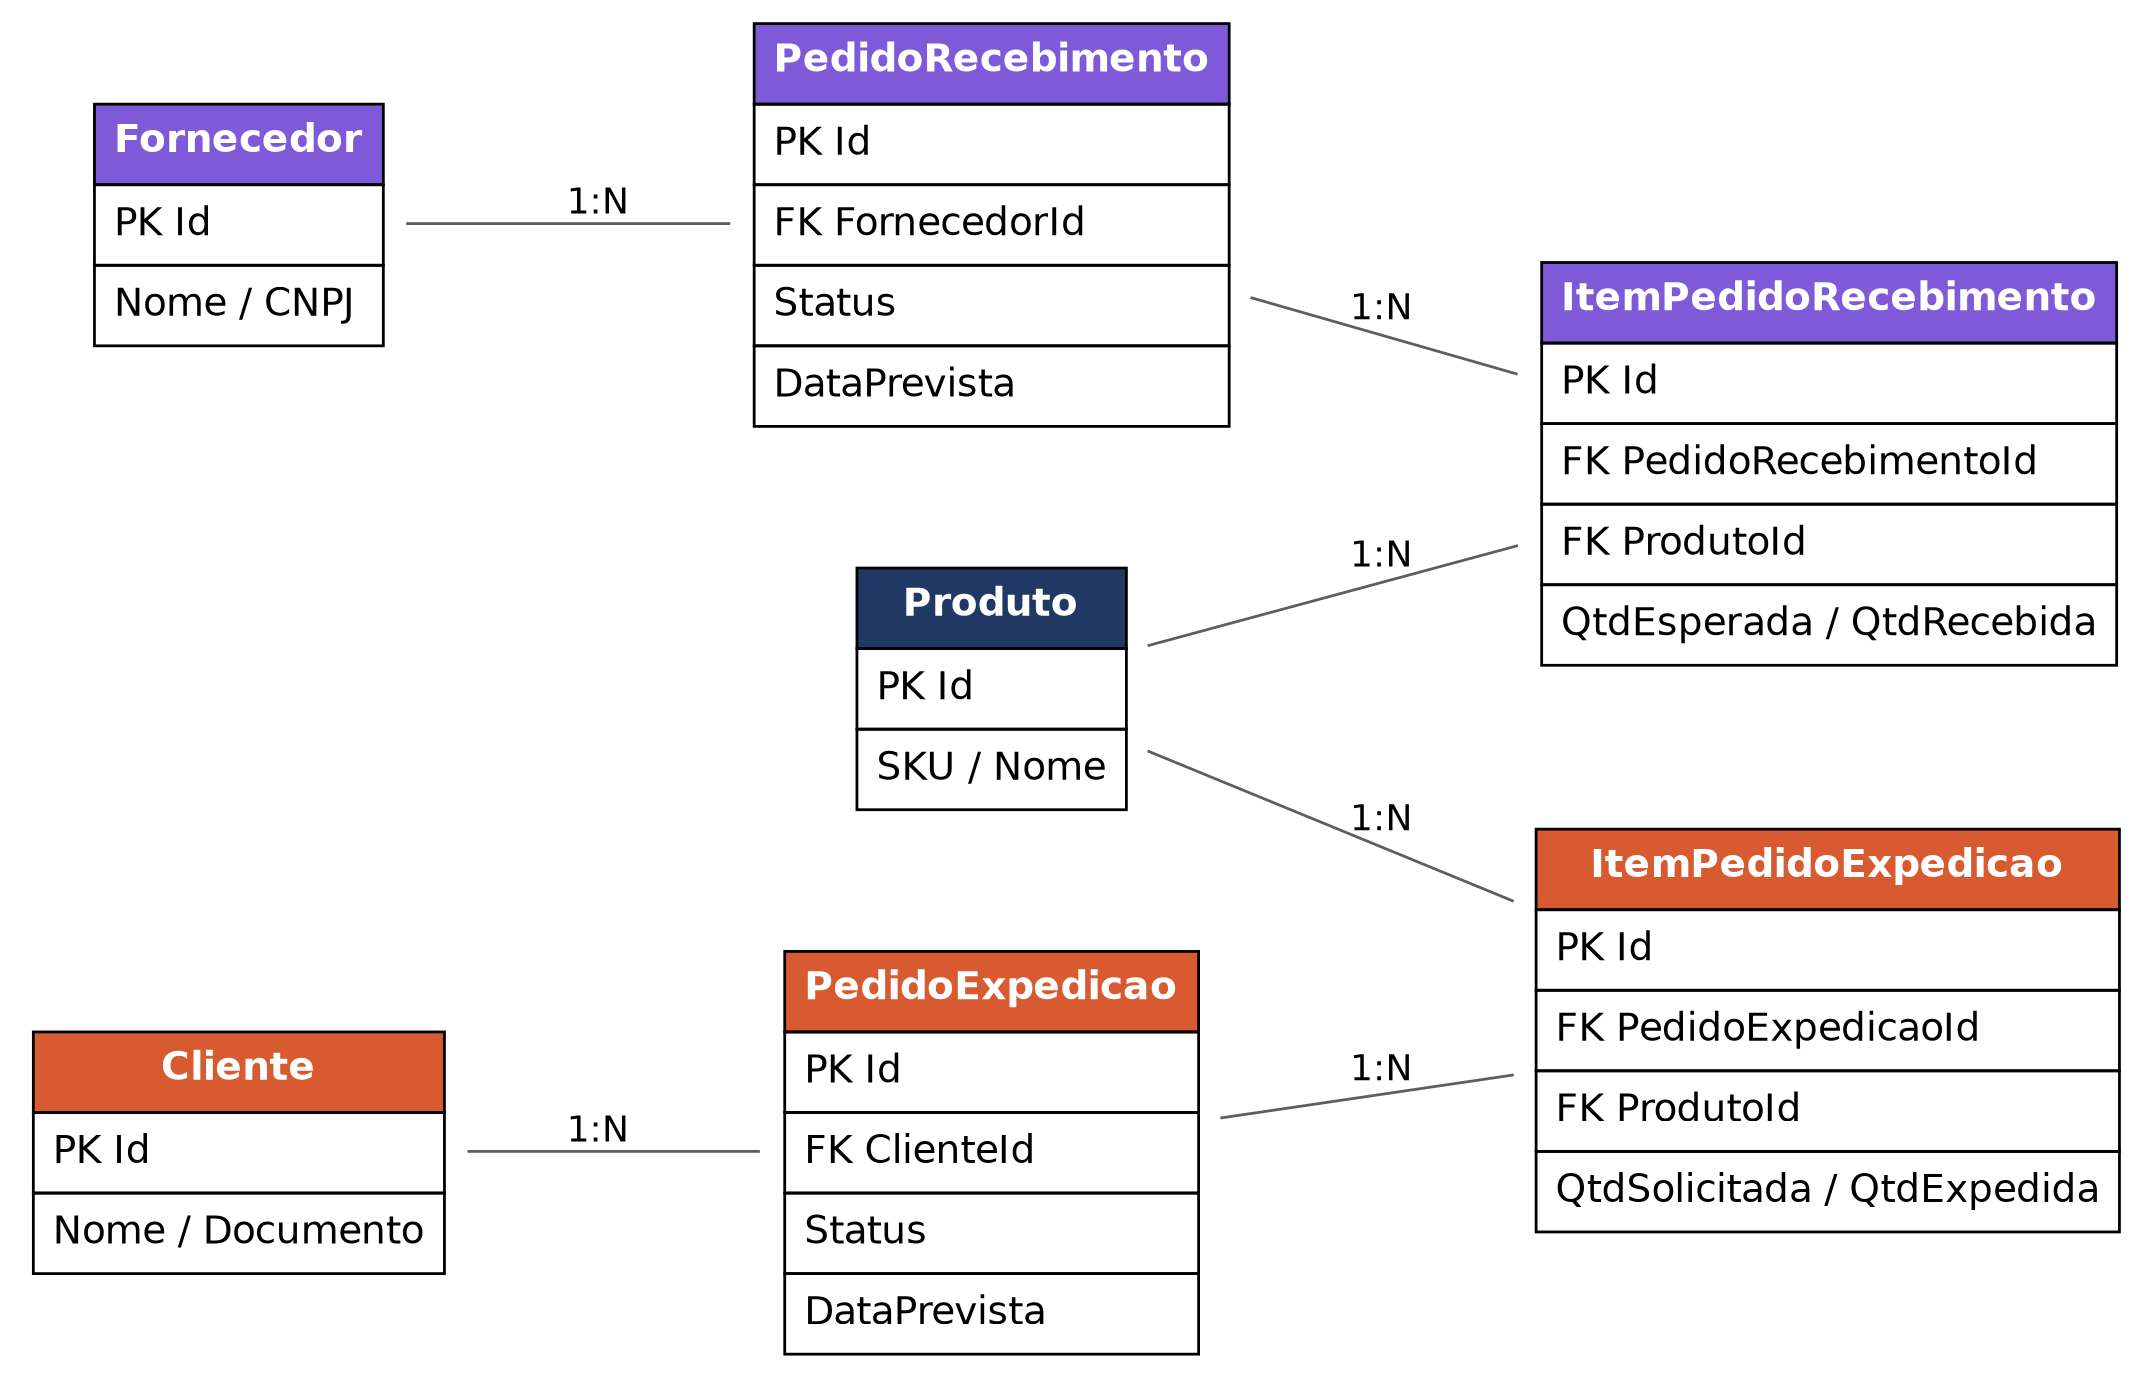 Fornecedor
PK Id
Nome / CNPJ
1:N
PedidoRecebimento
PK Id
FK FornecedorId
Status
DataPrevista
1:N
ItemPedidoRecebimento
PK Id
FK PedidoRecebimentoId
FK ProdutoId
QtdEsperada / QtdRecebida
1:N
Produto
PK Id
SKU / Nome
1:N
ItemPedidoExpedicao
PK Id
FK PedidoExpedicaoId
FK ProdutoId
QtdSolicitada / QtdExpedida
Cliente
PK Id
Nome / Documento
1:N
PedidoExpedicao
PK Id
FK ClienteId
Status
DataPrevista
1:N